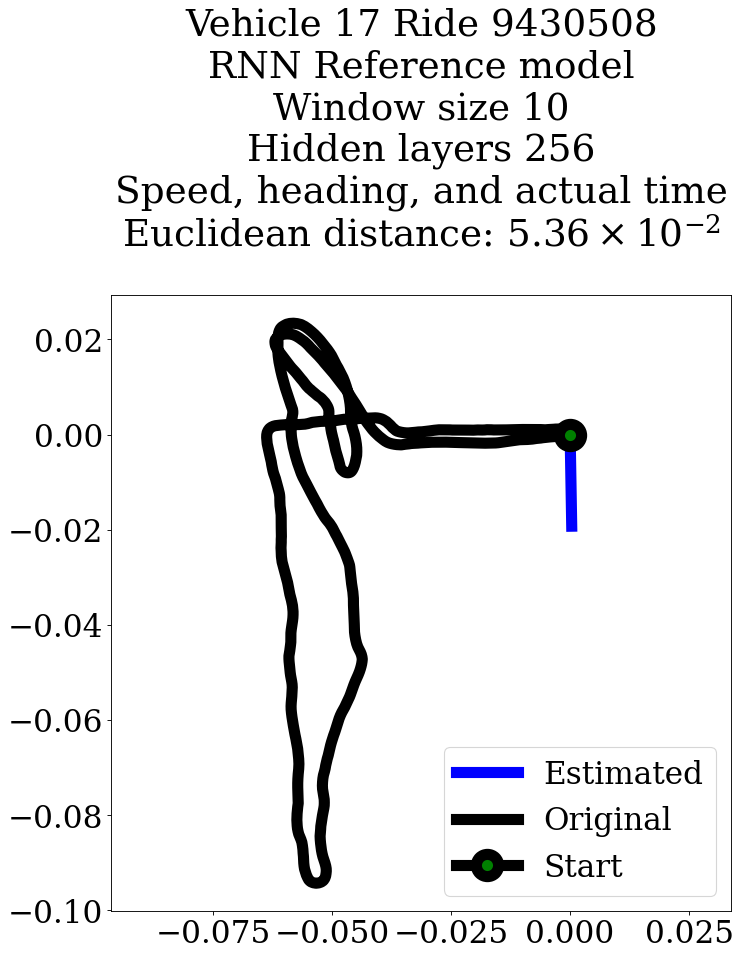 Vehicle 17 Ride 9430508
RNN Reference model
Window size 10
Hidden layers 256
Speed, heading, and actual time
Euclidean distance: 5.36 × 10⁻²
0.02
0.00
−0.02
−0.04
−0.06
−0.08
−0.10
Estimated
Original
Start
−0.075 −0.050 −0.025 0.000 0.025